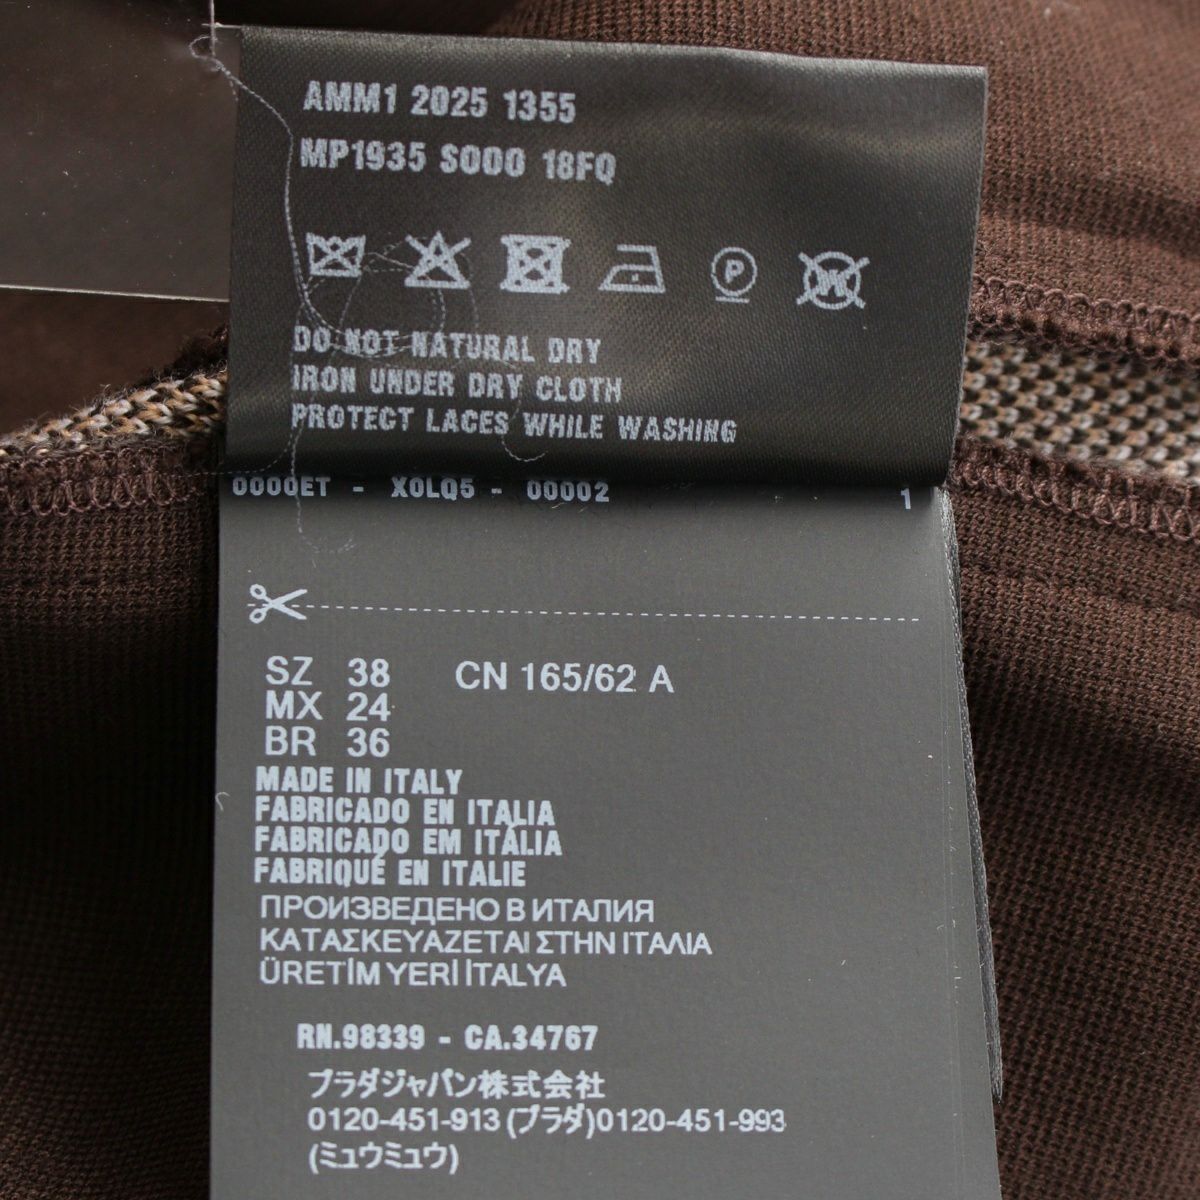 AMM1 2025 1355
MP1935 S000 18FQ
P
W
DO NOT NATURAL DRY
IRON UNDER DRY CLOTH
PROTECT LACES WHILE WASHING
0000ET - X0LQ5 - 00002 1
SZ 38 CN 165/62 A
MX 24
BR 36
MADE IN ITALY
FABRICADO EN ITALIA
FABRICADO EM ITÁLIA
FABRIQUÉ EN ITALIE
ПРОИЗВЕДЕНО В ИТАЛИЯ
ΚΑΤΑΣΚΕΥΑΖΕΤΑΙ ΣΤΗΝ ΙΤΑΛΙΑ
ÜRETİM YERİ İTALYA
RN.98339 - CA.34767
プラダジャパン株式会社
0120-451-913 (プラダ)0120-451-993
(ミュウミュウ)